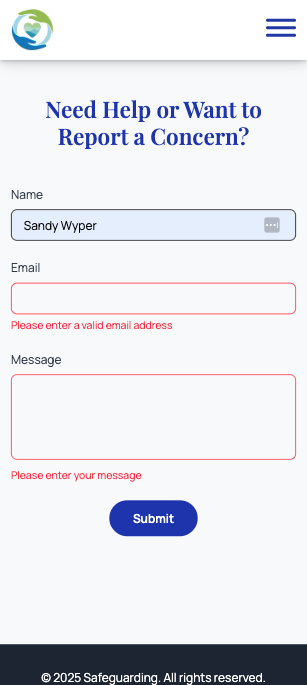 Need Help or Want to
Report a Concern?
Name
Sandy Wyper
Email
Please enter a valid email address
Message
Please enter your message
Submit
© 2025 Safeguarding. All rights reserved.